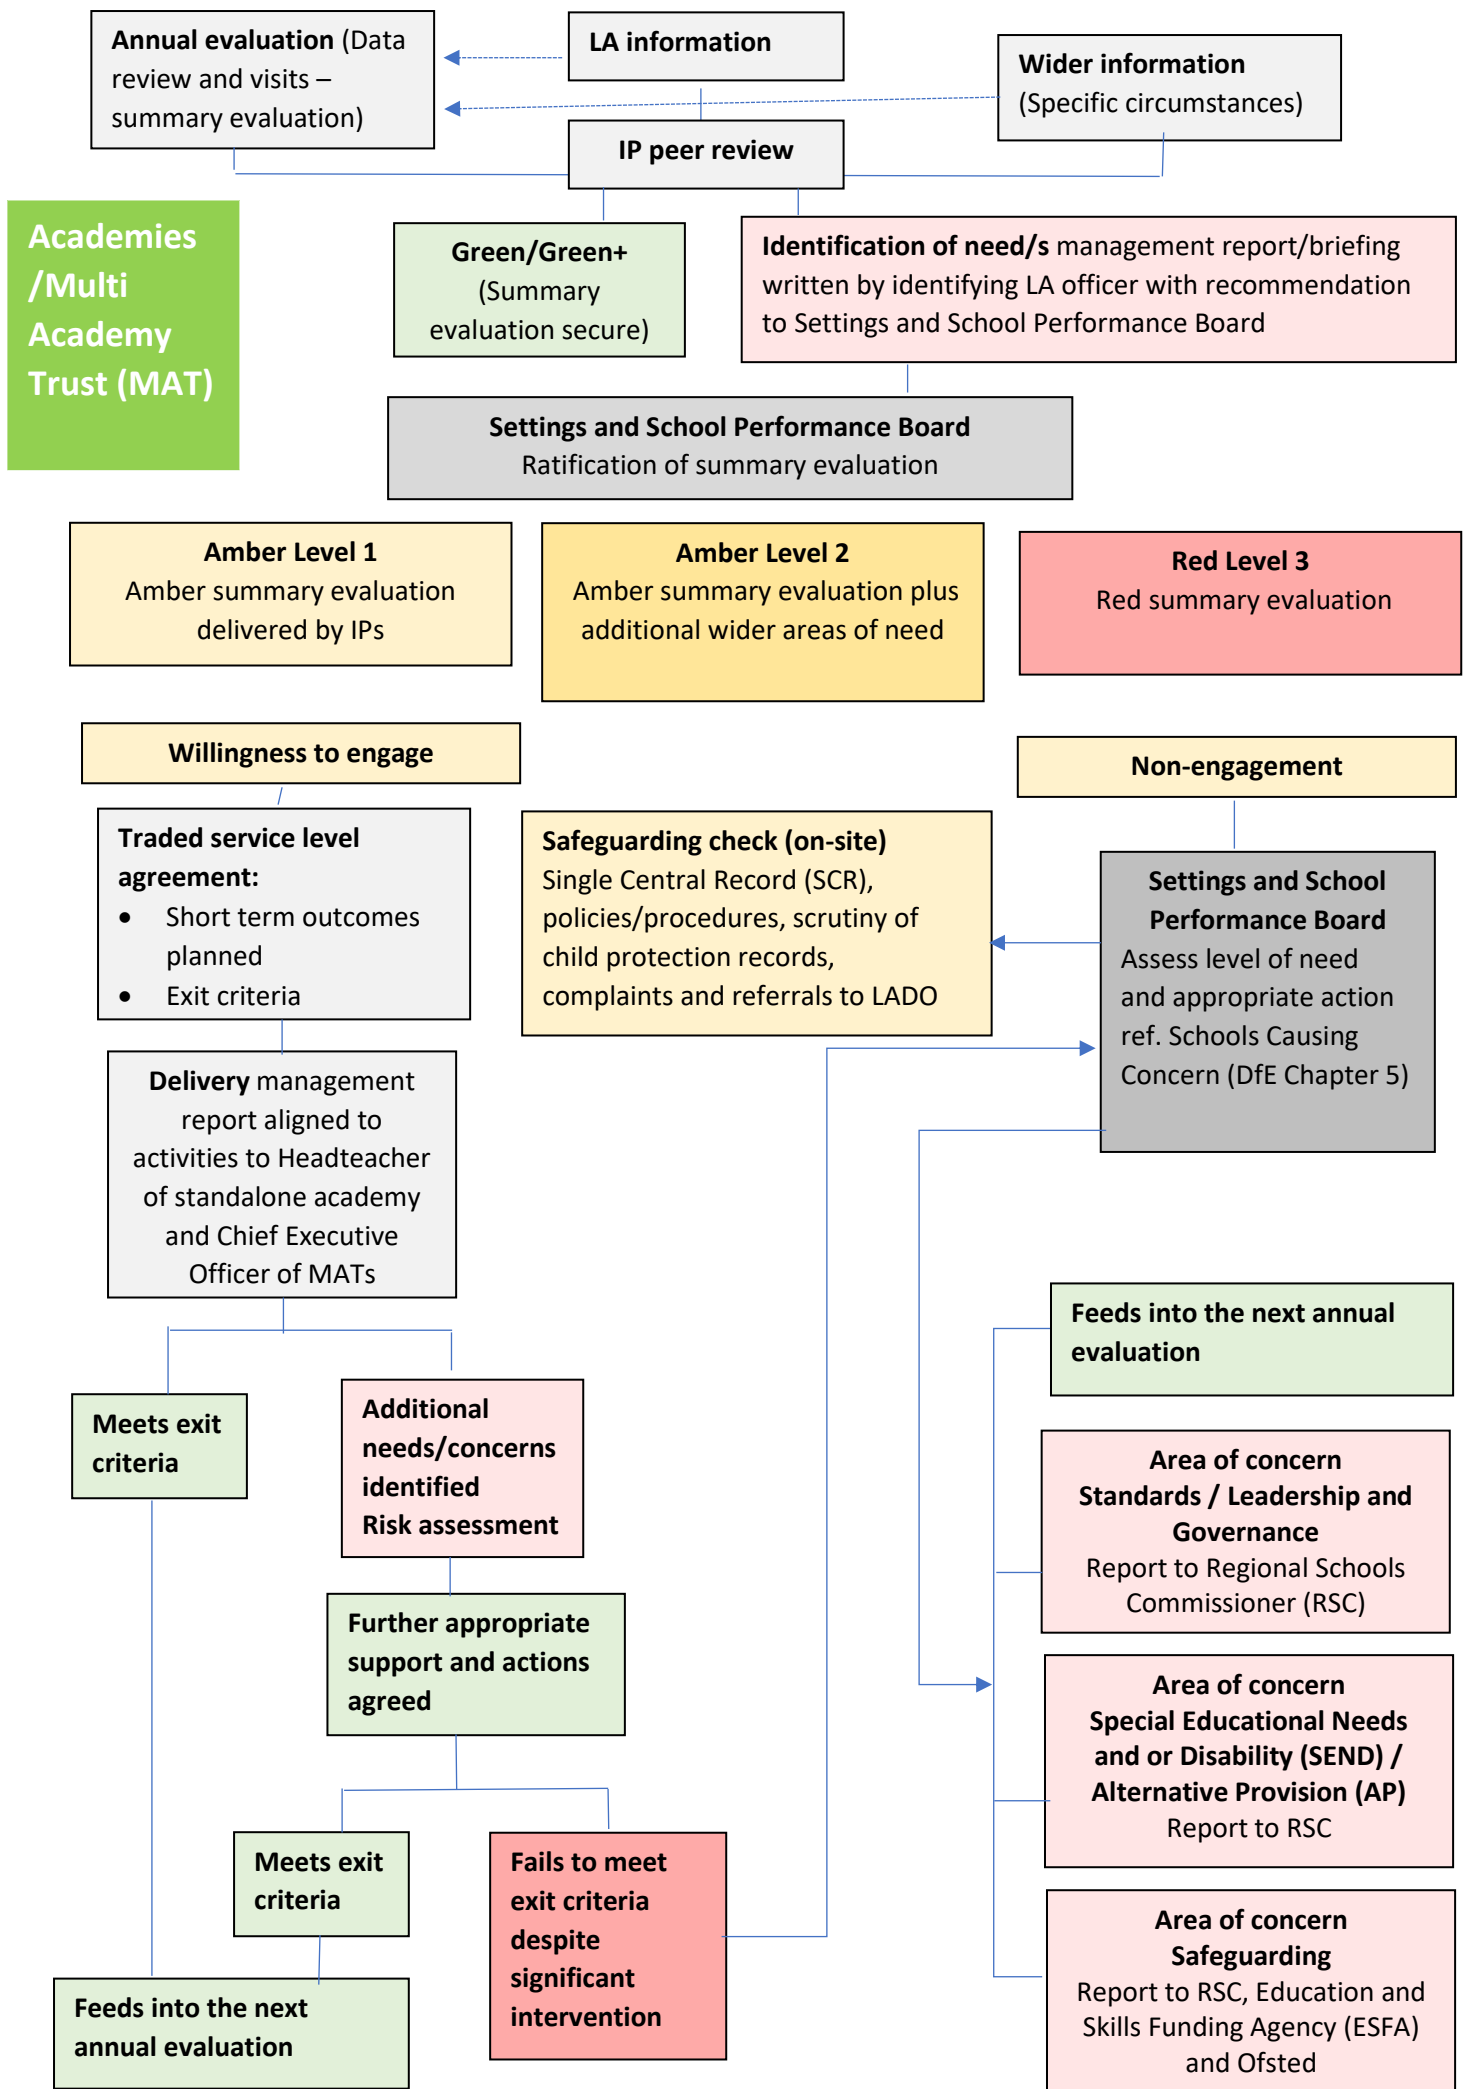 Annual evaluation (Data
review and visits –
summary evaluation)
LA information
Wider information
(Specific circumstances)
IP peer review
Academies
/Multi
Academy
Trust (MAT)
Green/Green+
(Summary
evaluation secure)
Identification of need/s management report/briefing
written by identifying LA officer with recommendation
to Settings and School Performance Board
Settings and School Performance Board
Ratification of summary evaluation
Amber Level 1
Amber summary evaluation
delivered by IPs
Amber Level 2
Amber summary evaluation plus
additional wider areas of need
Red Level 3
Red summary evaluation
Willingness to engage
Non-engagement
Traded service level
agreement:
• Short term outcomes
planned
• Exit criteria
Safeguarding check (on-site)
Single Central Record (SCR),
policies/procedures, scrutiny of
child protection records,
complaints and referrals to LADO
Settings and School
Performance Board
Assess level of need
and appropriate action
ref. Schools Causing
Concern (DfE Chapter 5)
Delivery management
report aligned to
activities to Headteacher
of standalone academy
and Chief Executive
Officer of MATs
Feeds into the next annual
evaluation
Meets exit
criteria
Additional
needs/concerns
identified
Risk assessment
Area of concern
Standards / Leadership and
Governance
Report to Regional Schools
Commissioner (RSC)
Further appropriate
support and actions
agreed
Area of concern
Special Educational Needs
and or Disability (SEND) /
Alternative Provision (AP)
Report to RSC
Meets exit
criteria
Fails to meet
exit criteria
despite
significant
intervention
Area of concern
Safeguarding
Report to RSC, Education and
Skills Funding Agency (ESFA)
and Ofsted
Feeds into the next
annual evaluation